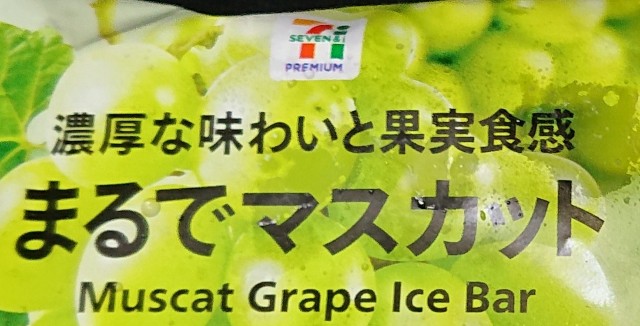 SEVEN&i
PREMIUM
濃厚な味わいと果実食感
まるでマスカット
Muscat Grape Ice Bar